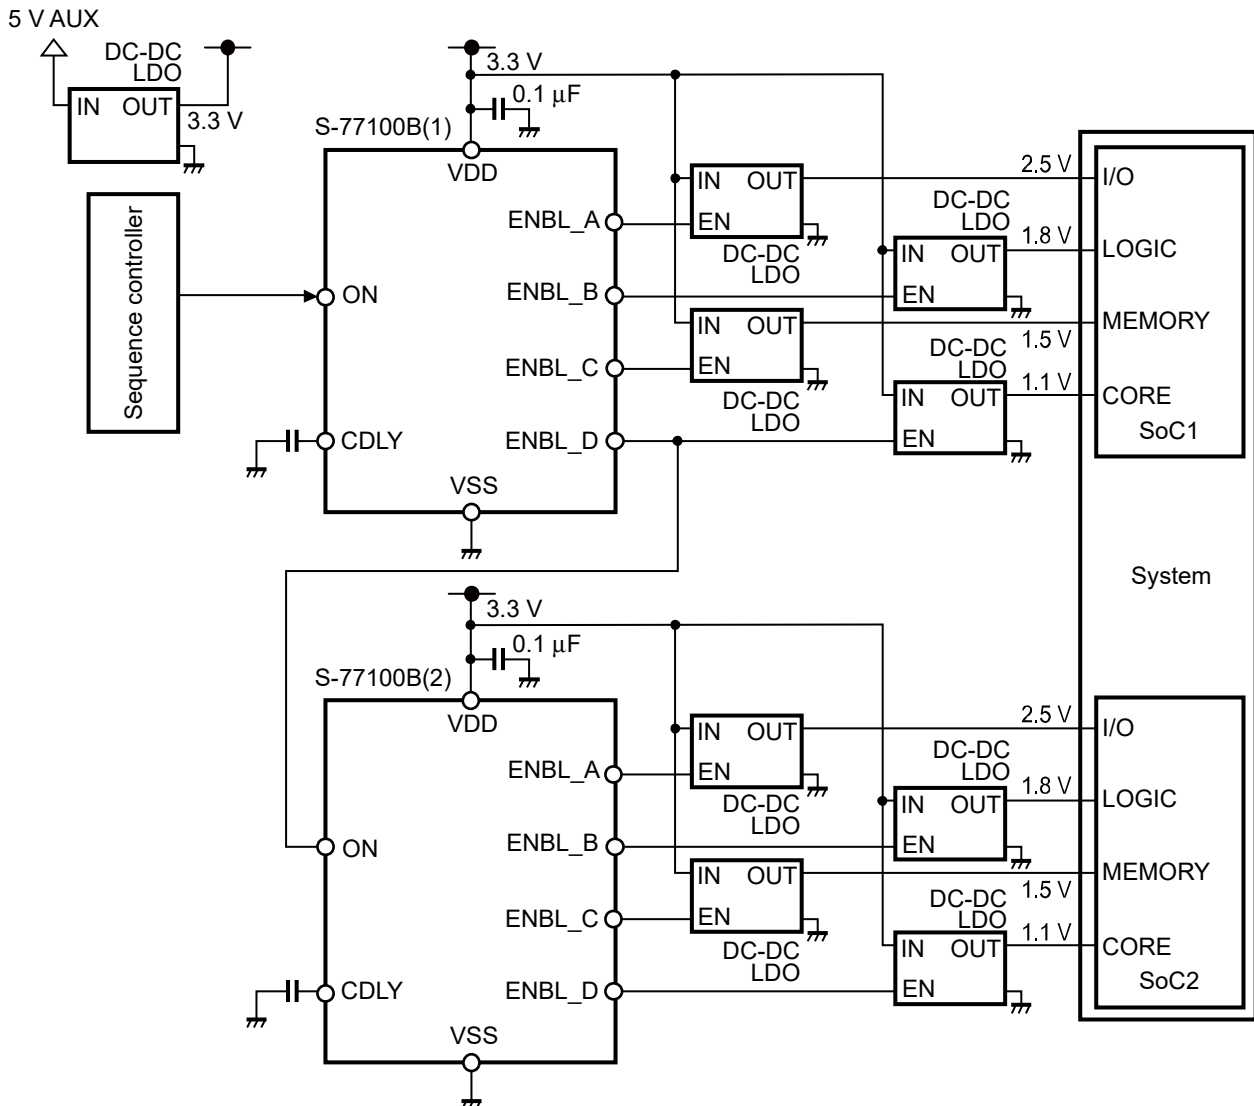 5 V AUX
DC-DC
LDO
IN OUT
3.3 V
Sequence controller
S-77100B(1)
3.3 V
0.1 μF
VDD
ON
CDLY
VSS
ENBL_A
ENBL_B
ENBL_C
ENBL_D
IN OUT
EN
DC-DC
LDO
IN OUT
EN
DC-DC
LDO
DC-DC
LDO
IN OUT
EN
DC-DC
LDO
IN OUT
EN
2.5 V
1.8 V
1.5 V
1.1 V
I/O
LOGIC
MEMORY
CORE
SoC1
System
S-77100B(2)
3.3 V
0.1 μF
VDD
ON
CDLY
VSS
ENBL_A
ENBL_B
ENBL_C
ENBL_D
IN OUT
EN
DC-DC
LDO
IN OUT
EN
DC-DC
LDO
DC-DC
LDO
IN OUT
EN
DC-DC
LDO
IN OUT
EN
2.5 V
1.8 V
1.5 V
1.1 V
I/O
LOGIC
MEMORY
CORE
SoC2